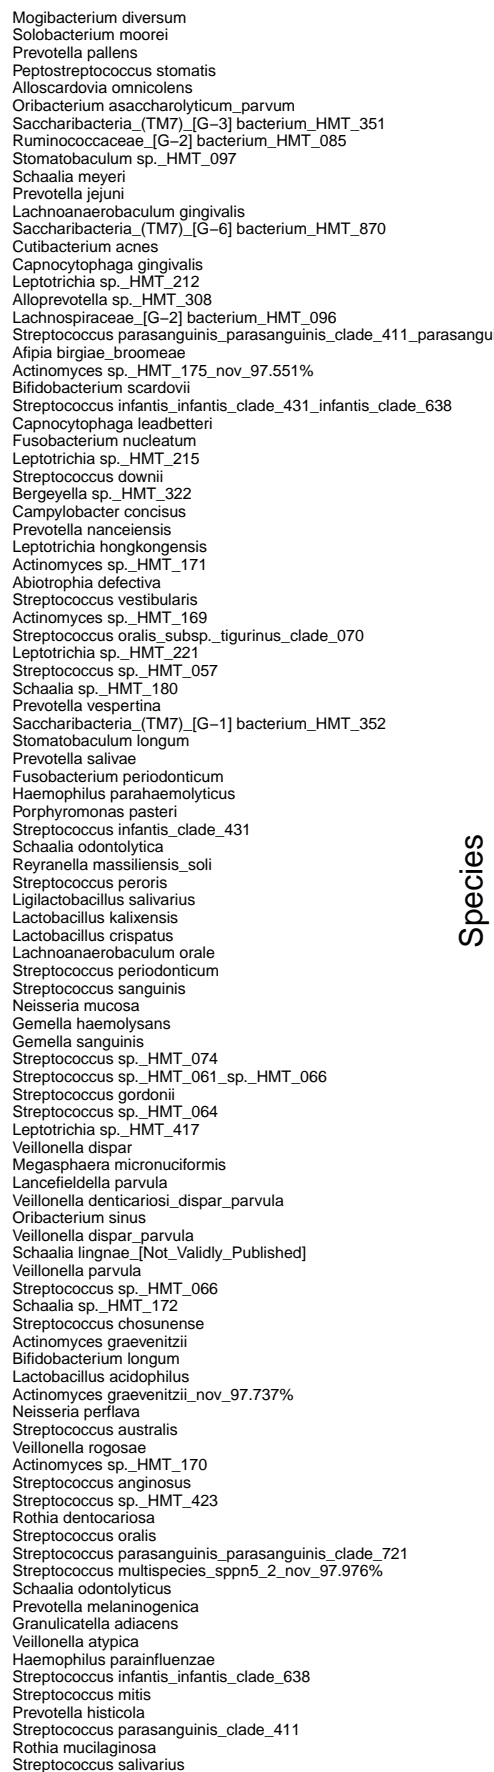 Mogibacterium diversum
Solobacterium moorei
Prevotella pallens
Peptostreptococcus stomatis
Alloscardovia omnicolens
Oribacterium asaccharolyticum_parvum
Saccharibacteria_(TM7)_[G−3] bacterium_HMT_351
Ruminococcaceae_[G−2] bacterium_HMT_085
Stomatobaculum sp._HMT_097
Schaalia meyeri
Prevotella jejuni
Lachnoanaerobaculum gingivalis
Saccharibacteria_(TM7)_[G−6] bacterium_HMT_870
Cutibacterium acnes
Capnocytophaga gingivalis
Leptotrichia sp._HMT_212
Alloprevotella sp._HMT_308
Lachnospiraceae_[G−2] bacterium_HMT_096
Streptococcus parasanguinis_parasanguinis_clade_411_parasangui
Afipia birgiae_broomeae
Actinomyces sp._HMT_175_nov_97.551%
Bifidobacterium scardovii
Streptococcus infantis_infantis_clade_431_infantis_clade_638
Capnocytophaga leadbetteri
Fusobacterium nucleatum
Leptotrichia sp._HMT_215
Streptococcus downii
Bergeyella sp._HMT_322
Campylobacter concisus
Prevotella nanceiensis
Leptotrichia hongkongensis
Actinomyces sp._HMT_171
Abiotrophia defectiva
Streptococcus vestibularis
Actinomyces sp._HMT_169
Streptococcus oralis_subsp._tigurinus_clade_070
Leptotrichia sp._HMT_221
Streptococcus sp._HMT_057
Schaalia sp._HMT_180
Prevotella vespertina
Saccharibacteria_(TM7)_[G−1] bacterium_HMT_352
Stomatobaculum longum
Prevotella salivae
Fusobacterium periodonticum
Haemophilus parahaemolyticus
Porphyromonas pasteri
Streptococcus infantis_clade_431
Schaalia odontolytica
Reyranella massiliensis_soli
Streptococcus peroris
Ligilactobacillus salivarius
Lactobacillus kalixensis
Lactobacillus crispatus
Lachnoanaerobaculum orale
Streptococcus periodonticum
Streptococcus sanguinis
Neisseria mucosa
Gemella haemolysans
Gemella sanguinis
Streptococcus sp._HMT_074
Streptococcus sp._HMT_061_sp._HMT_066
Streptococcus gordonii
Streptococcus sp._HMT_064
Leptotrichia sp._HMT_417
Veillonella dispar
Megasphaera micronuciformis
Lancefieldella parvula
Veillonella denticariosi_dispar_parvula
Oribacterium sinus
Veillonella dispar_parvula
Schaalia lingnae_[Not_Validly_Published]
Veillonella parvula
Streptococcus sp._HMT_066
Schaalia sp._HMT_172
Streptococcus chosunense
Actinomyces graevenitzii
Bifidobacterium longum
Lactobacillus acidophilus
Actinomyces graevenitzii_nov_97.737%
Neisseria perflava
Streptococcus australis
Veillonella rogosae
Actinomyces sp._HMT_170
Streptococcus anginosus
Streptococcus sp._HMT_423
Rothia dentocariosa
Streptococcus oralis
Streptococcus parasanguinis_parasanguinis_clade_721
Streptococcus multispecies_sppn5_2_nov_97.976%
Schaalia odontolyticus
Prevotella melaninogenica
Granulicatella adiacens
Veillonella atypica
Haemophilus parainfluenzae
Streptococcus infantis_infantis_clade_638
Streptococcus mitis
Prevotella histicola
Streptococcus parasanguinis_clade_411
Rothia mucilaginosa
Streptococcus salivarius
Species